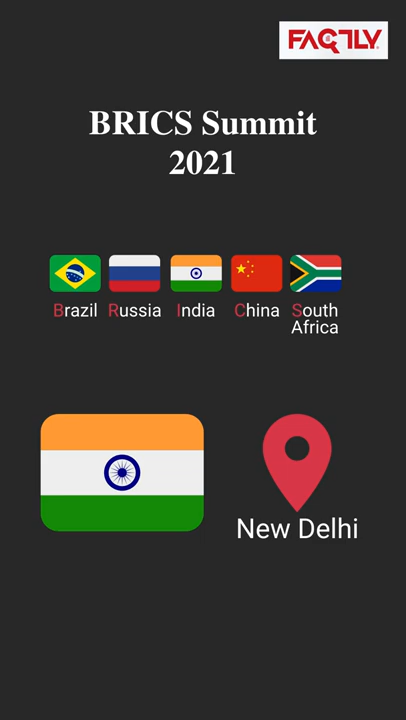 FACTLY
BRICS Summit
2021
Brazil Russia India China South
Africa
New Delhi